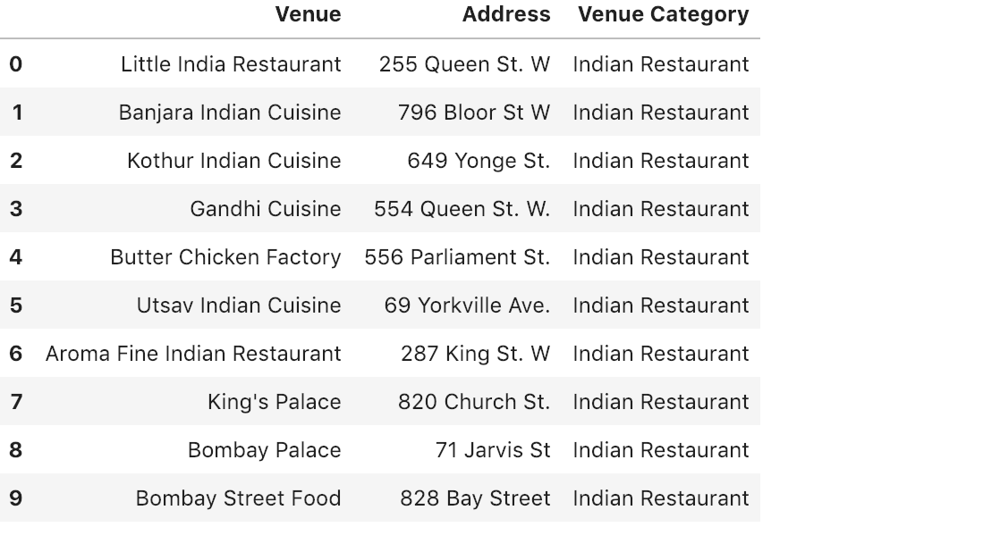 Venue Address Venue Category
0 Little India Restaurant 255 Queen St. W Indian Restaurant
1 Banjara Indian Cuisine 796 Bloor St W Indian Restaurant
2 Kothur Indian Cuisine 649 Yonge St. Indian Restaurant
3 Gandhi Cuisine 554 Queen St. W. Indian Restaurant
4 Butter Chicken Factory 556 Parliament St. Indian Restaurant
5 Utsav Indian Cuisine 69 Yorkville Ave. Indian Restaurant
6 Aroma Fine Indian Restaurant 287 King St. W Indian Restaurant
7 King's Palace 820 Church St. Indian Restaurant
8 Bombay Palace 71 Jarvis St Indian Restaurant
9 Bombay Street Food 828 Bay Street Indian Restaurant